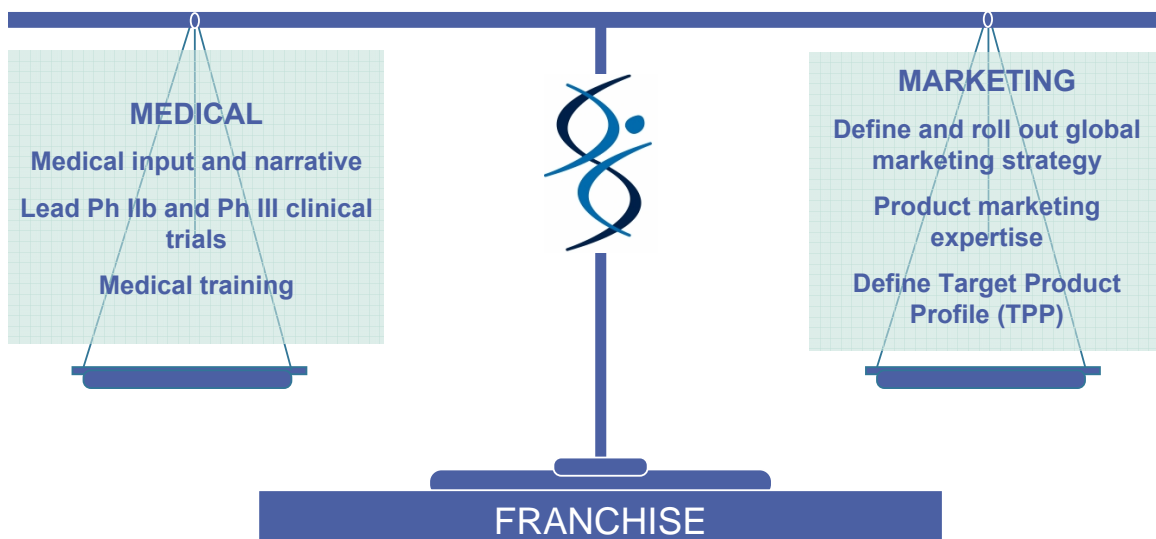 MEDICAL
Medical input and narrative
Lead Ph IIb and Ph III clinical
trials
Medical training
MARKETING
Define and roll out global
marketing strategy
Product marketing
expertise
Define Target Product
Profile (TPP)
FRANCHISE